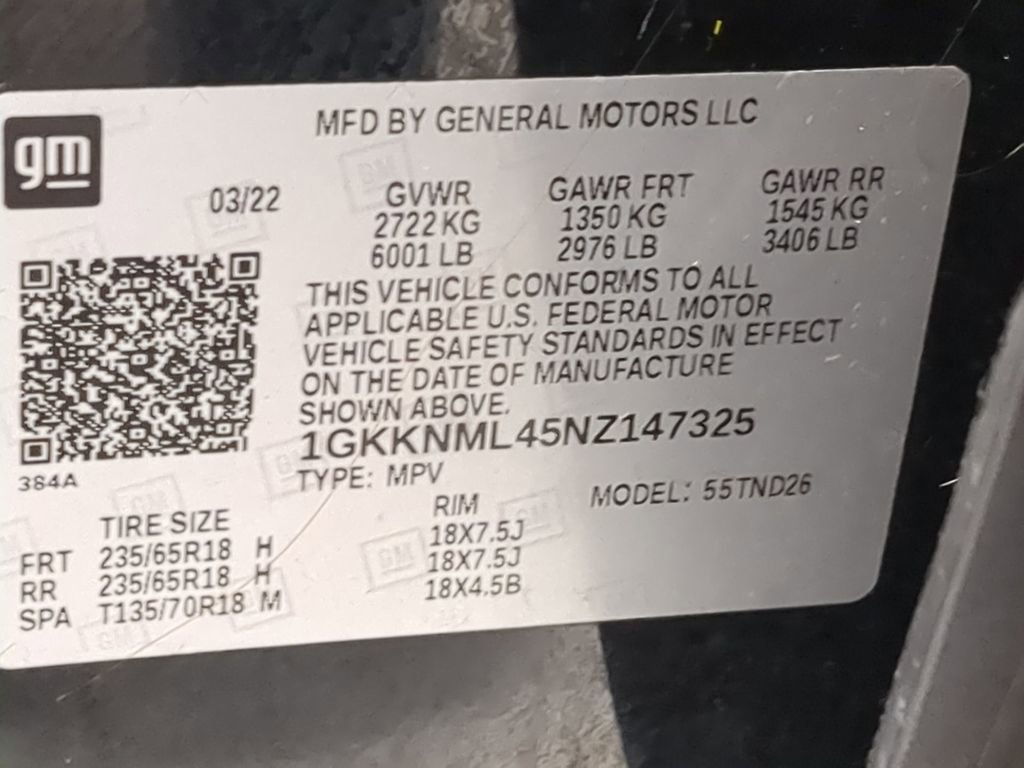 gm
MFD BY GENERAL MOTORS LLC
03/22 GVWR GAWR FRT GAWR RR
2722 KG 1350 KG 1545 KG
6001 LB 2976 LB 3406 LB
THIS VEHICLE CONFORMS TO ALL
APPLICABLE U.S. FEDERAL MOTOR
VEHICLE SAFETY STANDARDS IN EFFECT
ON THE DATE OF MANUFACTURE
SHOWN ABOVE.
1GKKNML45NZ147325
384A
TYPE: MPV
MODEL: 55TND26
TIRE SIZE RIM
FRT 235/65R18 H 18X7.5J
RR 235/65R18 H 18X7.5J
SPA T135/70R18 M 18X4.5B